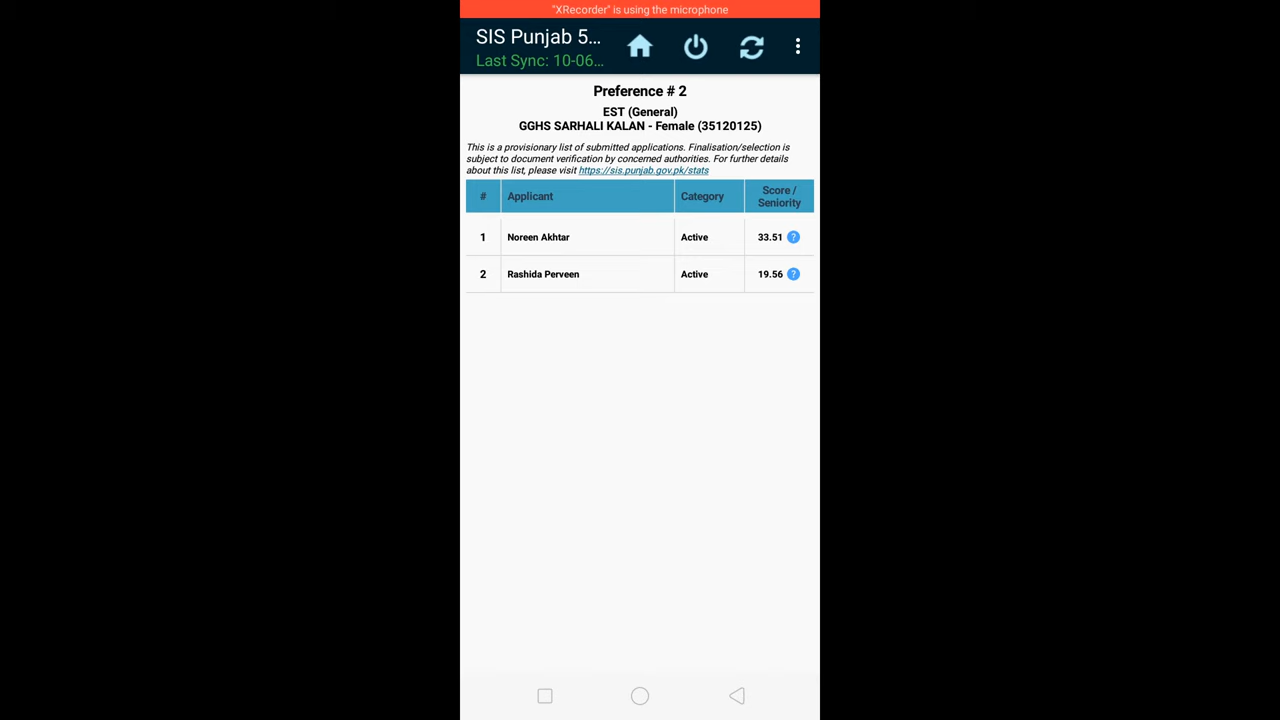 "XRecorder" is using the microphone
SIS Punjab 5...
Last Sync: 10-06...
Preference # 2
EST (General)
GGHS SARHALI KALAN - Female (35120125)
This is a provisionary list of submitted applications. Finalisation/selection is
subject to document verification by concerned authorities. For further details
about this list, please visit https://sis.punjab.gov.pk/stats
# Applicant Category Score / Seniority
1 Noreen Akhtar Active 33.51 ?
2 Rashida Perveen Active 19.56 ?